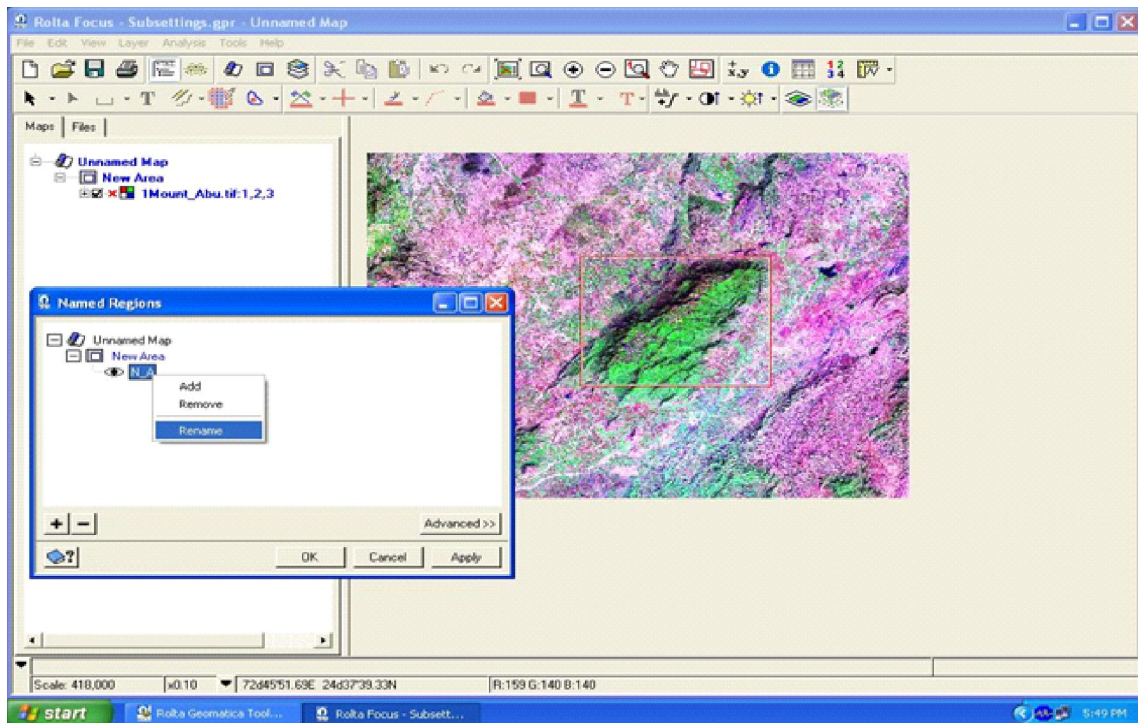 Rolta Focus - Subsettings.gpr - Unnamed Map
File Edit View Layer Analysis Tools Help
Maps Files
Unnamed Map
New Area
1Mount_Abu.tif:1,2,3
Named Regions
Unnamed Map
New Area
N_A
Add
Remove
Rename
Advanced >>
OK Cancel Apply
Scale: 418,000 x0.10 72d45'51.69E 24d37'39.33N R:159 G:140 B:140
start Rolta Geomatica Tool... Rolta Focus - Subsett... 5:49 PM